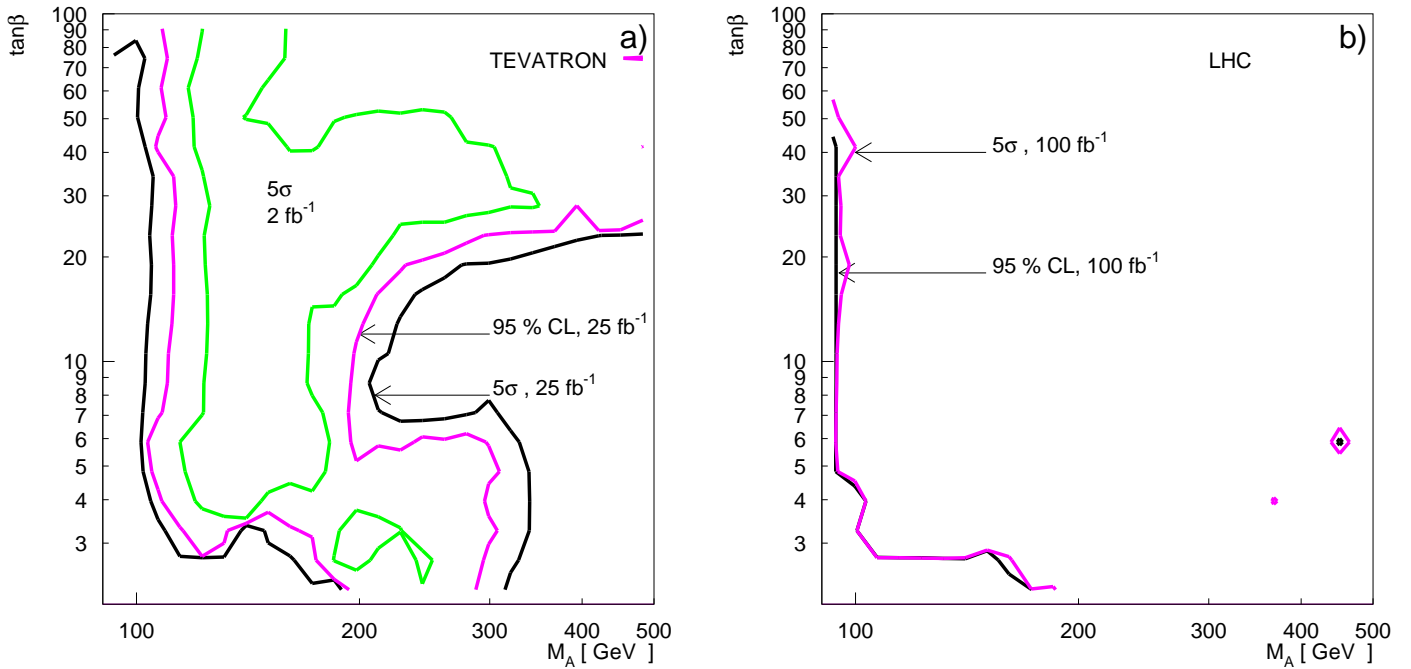 a)
TEVATRON
tanβ
100
90
80
70
60
50
40
30
20
10
9
8
7
6
5
4
3
5σ
2 fb⁻¹
95 % CL, 25 fb⁻¹
5σ , 25 fb⁻¹
100 200 300 400 500
M_A [ GeV ]
b)
LHC
tanβ
100
90
80
70
60
50
40
30
20
10
9
8
7
6
5
4
3
5σ , 100 fb⁻¹
95 % CL, 100 fb⁻¹
100 200 300 400 500
M_A [ GeV ]